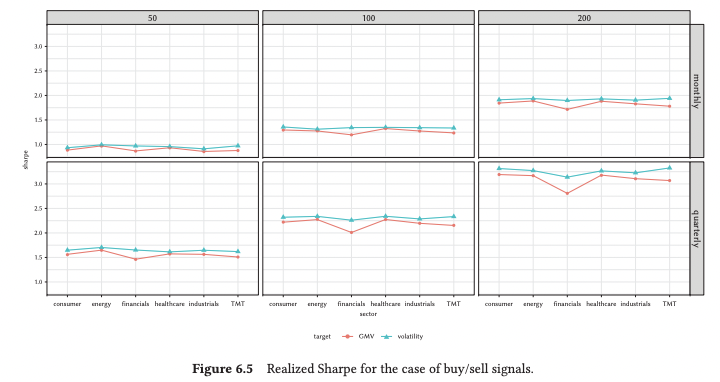 50 100 200
3.0
2.5
2.0
1.5
1.0
monthly
sharpe
3.0
2.5
2.0
1.5
1.0
quarterly
consumer energy financials healthcare industrials TMT consumer energy financials healthcare industrials TMT consumer energy financials healthcare industrials TMT
sector
target GMV volatility
Figure 6.5 Realized Sharpe for the case of buy/sell signals.